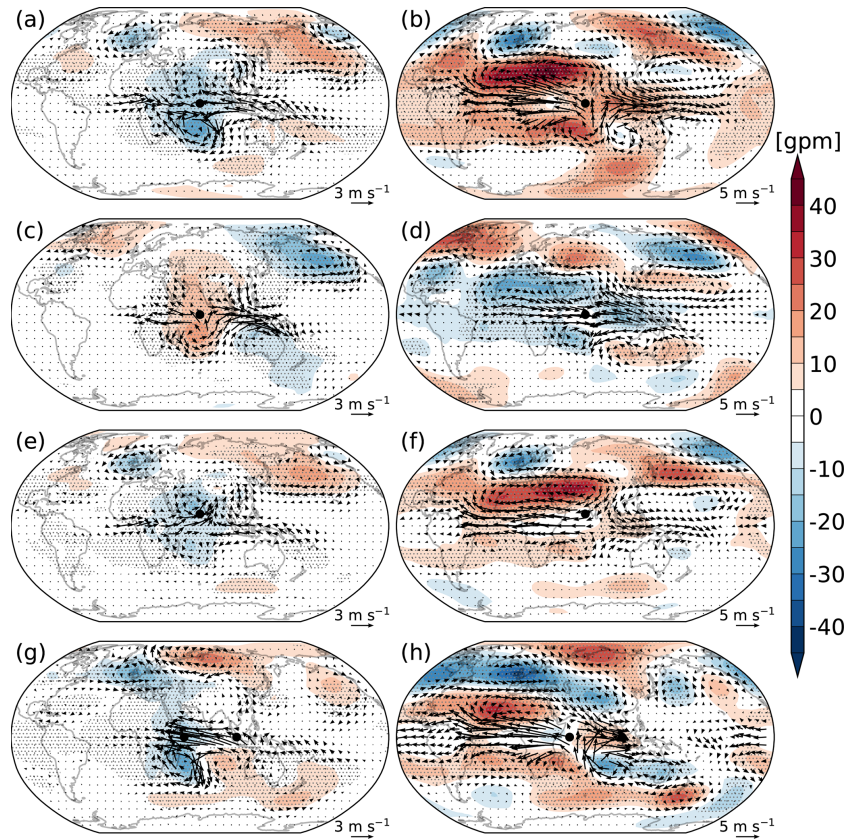 (a)
(b)
3 m s⁻¹
5 m s⁻¹
[gpm]
(c)
(d)
3 m s⁻¹
5 m s⁻¹
(e)
(f)
3 m s⁻¹
5 m s⁻¹
(g)
(h)
3 m s⁻¹
5 m s⁻¹
40
30
20
10
0
-10
-20
-30
-40